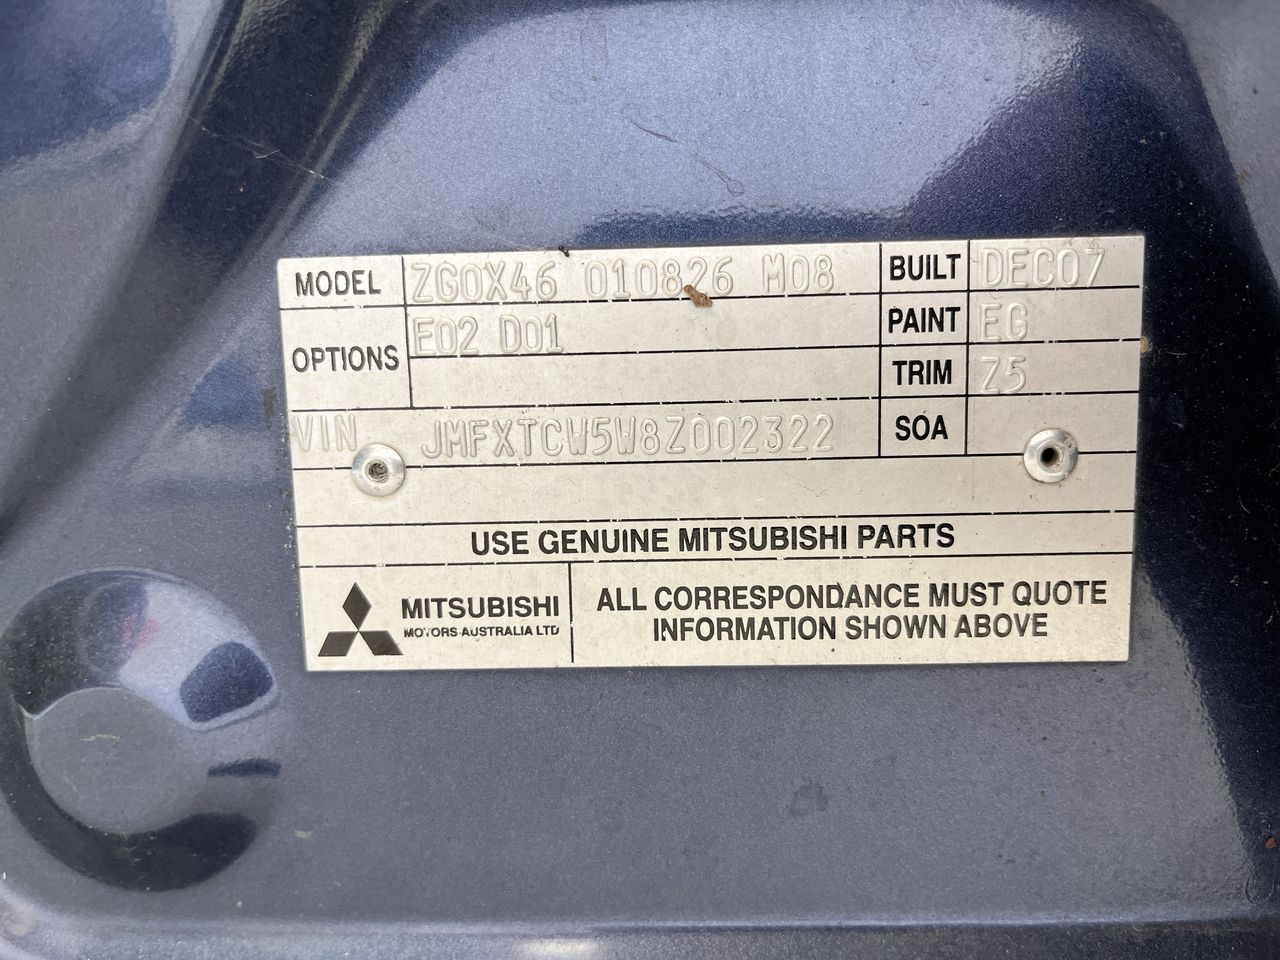 MODEL ZG0X46 010826 M08 BUILT DEC07
OPTIONS E02 D01 PAINT EG
TRIM Z5
VIN JMFXTCW5W8Z002322 SOA
USE GENUINE MITSUBISHI PARTS
MITSUBISHI
MOTORS AUSTRALIA LTD
ALL CORRESPONDANCE MUST QUOTE
INFORMATION SHOWN ABOVE